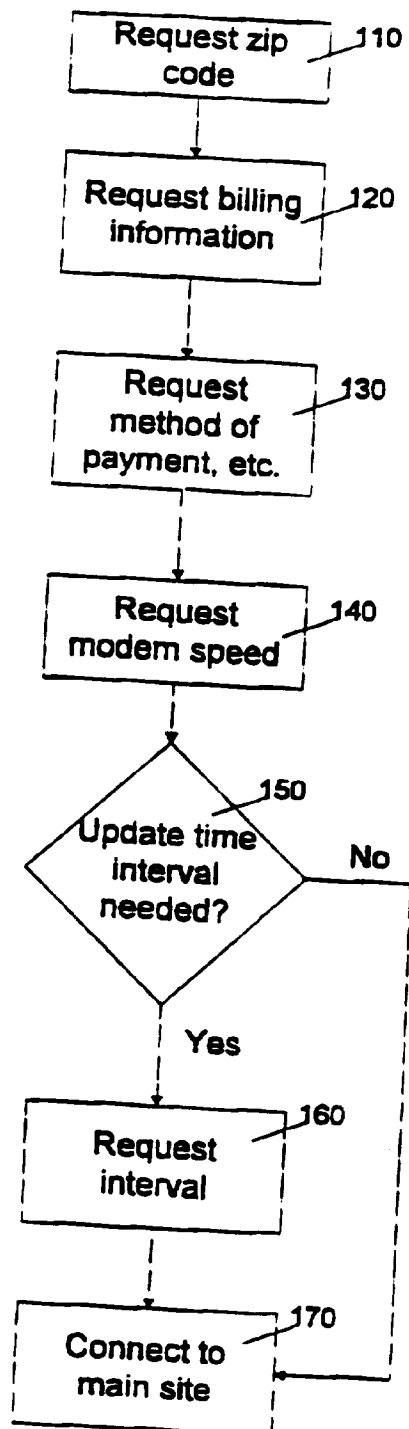 Request zip
code
110
Request billing
information
120
Request
method of
payment, etc.
130
Request
modem speed
140
150
Update time
interval
needed?
No
Yes
160
Request
interval
170
Connect to
main site